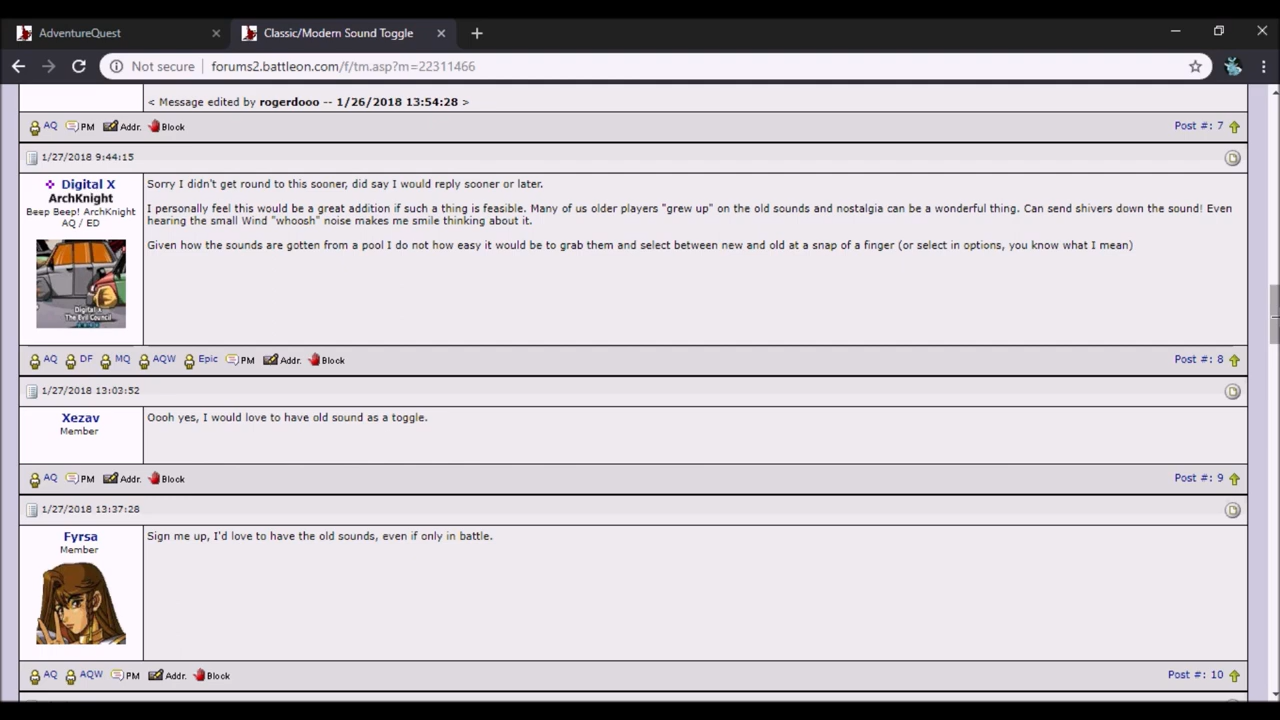 AdventureQuest
Classic/Modern Sound Toggle
Not secure
forums2.battleon.com/f/tm.asp?m=22311466
< Message edited by rogerdooo -- 1/26/2018 13:54:28 >
AQ PM Addr. Block Post #: 7
1/27/2018 9:44:15
Digital X
ArchKnight
Beep Beep! ArchKnight
AQ / ED
Digital X
The Evil Council
Sorry I didn't get round to this sooner, did say I would reply sooner or later.
I personally feel this would be a great addition if such a thing is feasible. Many of us older players "grew up" on the old sounds and nostalgia can be a wonderful thing. Can send shivers down the sound! Even
hearing the small Wind "whoosh" noise makes me smile thinking about it.
Given how the sounds are gotten from a pool I do not how easy it would be to grab them and select between new and old at a snap of a finger (or select in options, you know what I mean)
AQ DF MQ AQW Epic PM Addr. Block Post #: 8
1/27/2018 13:03:52
Xezav
Member
Oooh yes, I would love to have old sound as a toggle.
AQ PM Addr. Block Post #: 9
1/27/2018 13:37:28
Fyrsa
Member
Sign me up, I'd love to have the old sounds, even if only in battle.
AQ AQW PM Addr. Block Post #: 10